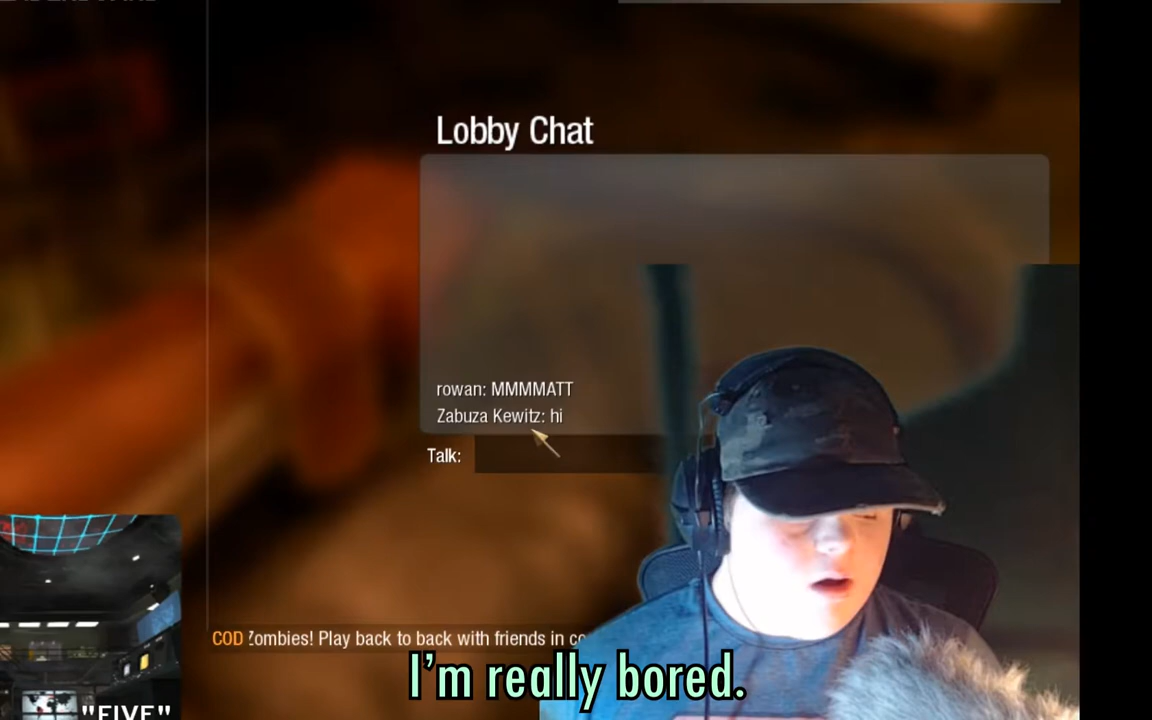 Lobby Chat
rowan: MMMMATT
Zabuza Kewitz: hi
Talk:
COD Zombies! Play back to back with friends in
I'm really bored.
"FIVE"